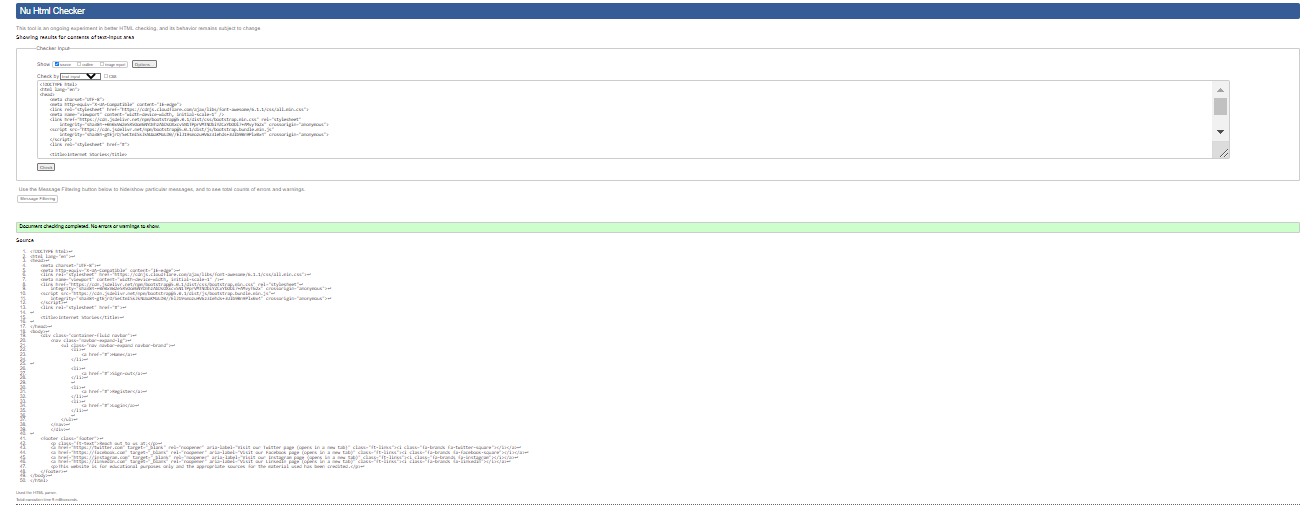 Nu Html Checker
This tool is an ongoing experiment in better HTML checking, and its behavior remains subject to change
Showing results for contents of text-input area
Checker Input
Show source outline image report Options...
Check by text input CSS
<!DOCTYPE html>
<html lang="en">
<head>
<meta charset="UTF-8">
<meta http-equiv="X-UA-Compatible" content="IE=edge">
<link rel="stylesheet" href="https://cdnjs.cloudflare.com/ajax/libs/font-awesome/6.1.1/css/all.min.css">
<meta name="viewport" content="width=device-width, initial-scale=1" />
<link href="https://cdn.jsdelivr.net/npm/bootstrap@5.0.1/dist/css/bootstrap.min.css" rel="stylesheet"
crossorigin="anonymous">
<script src="https://cdn.jsdelivr.net/npm/bootstrap@5.0.1/dist/js/bootstrap.bundle.min.js"
crossorigin="anonymous">
</script>
<link rel="stylesheet" href="#">
<title>Internet Stories</title>
Check
Use the Message Filtering button below to hide/show particular messages, and to see total counts of errors and warnings.
Message Filtering
Document checking completed. No errors or warnings to show.
Source
1. <!DOCTYPE html>↩
2. <html lang="en">↩
3. <head>↩
4. <meta charset="UTF-8">↩
5. <meta http-equiv="X-UA-Compatible" content="IE=edge">↩
6. <link rel="stylesheet" href="https://cdnjs.cloudflare.com/ajax/libs/font-awesome/6.1.1/css/all.min.css">↩
7. <meta name="viewport" content="width=device-width, initial-scale=1" />↩
8. <link href="https://cdn.jsdelivr.net/npm/bootstrap@5.0.1/dist/css/bootstrap.min.css" rel="stylesheet"↩
9. crossorigin="anonymous">↩
10. <script src="https://cdn.jsdelivr.net/npm/bootstrap@5.0.1/dist/js/bootstrap.bundle.min.js"↩
11. crossorigin="anonymous">↩
12. </script>↩
13. <link rel="stylesheet" href="#">↩
14. ↩
15. <title>Internet Stories</title>↩
16. ↩
17. </head>↩
18. <body>↩
19. <div class="container-fluid navbar">↩
20. <nav class="navbar-expand-lg">↩
21. <ul class="nav navbar-expand navbar-brand">↩
22. <li>↩
23. <a href="#">Home</a>↩
24. </li>↩
25. ↩
26. <li>↩
27. <a href="#">Sign-out</a>↩
28. </li>↩
29. ↩
30. <li>↩
31. <a href="#">Register</a>↩
32. </li>↩
33. <li>↩
34. <a href="#">Login</a>↩
35. </li>↩
36. ↩
37. </ul>↩
38. </nav>↩
39. </div>↩
40. ↩
41. <footer class="footer">↩
42. <p class="ft-text">Reach out to us at:</p>↩
43. <a href="https://twitter.com" target="_blank" rel="noopener" aria-label="Visit our Twitter page (opens in a new tab)" class="ft-links"><i class="fa-brands fa-twitter-square"></i></a>↩
44. <a href="https://facebook.com" target="_blank" rel="noopener" aria-label="Visit our Facebook page (opens in a new tab)" class="ft-links"><i class="fa-brands fa-facebook-square"></i></a>↩
45. <a href="https://instagram.com" target="_blank" rel="noopener" aria-label="Visit our Instagram page (opens in a new tab)" class="ft-links"><i class="fa-brands fa-instagram"></i></a>↩
46. <a href="https://linkedin.com" target="_blank" rel="noopener" aria-label="Visit our LinkedIn page (opens in a new tab)" class="ft-links"><i class="fa-brands fa-linkedin"></i></a>↩
47. <p>This website is for educational purposes only and the appropriate sources for the material used has been credited.</p>↩
48. </footer>↩
49. </body>↩
50. </html>
Used the HTML parser.
Total execution time 9 milliseconds.